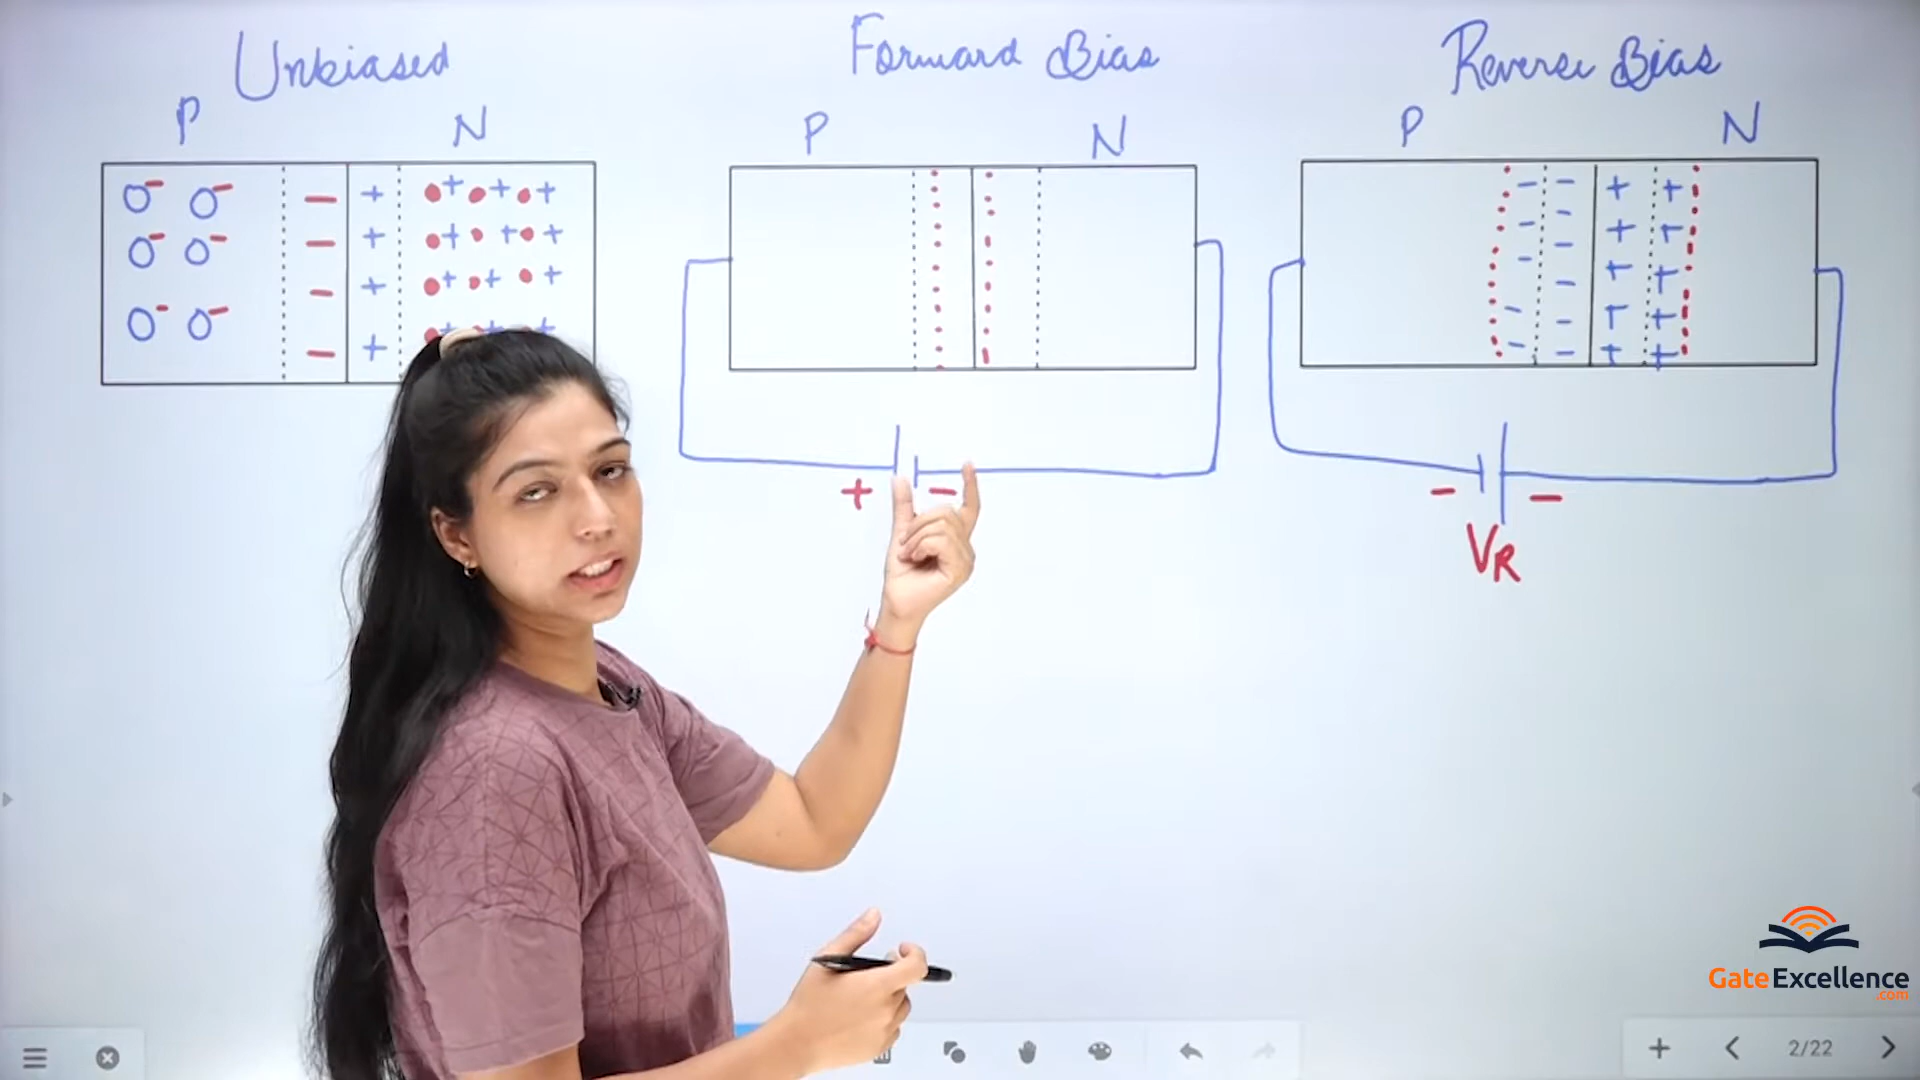 Unbiased
P N
- - + + + +
- - - + + + +
- + + + +
- - - + + +
Forward Bias
P N
+ -
Reverse Bias
P N
- - + +
- - + +
- - + +
- - + +
- - + +
- -
VR
GateExcellence
.com
2/22